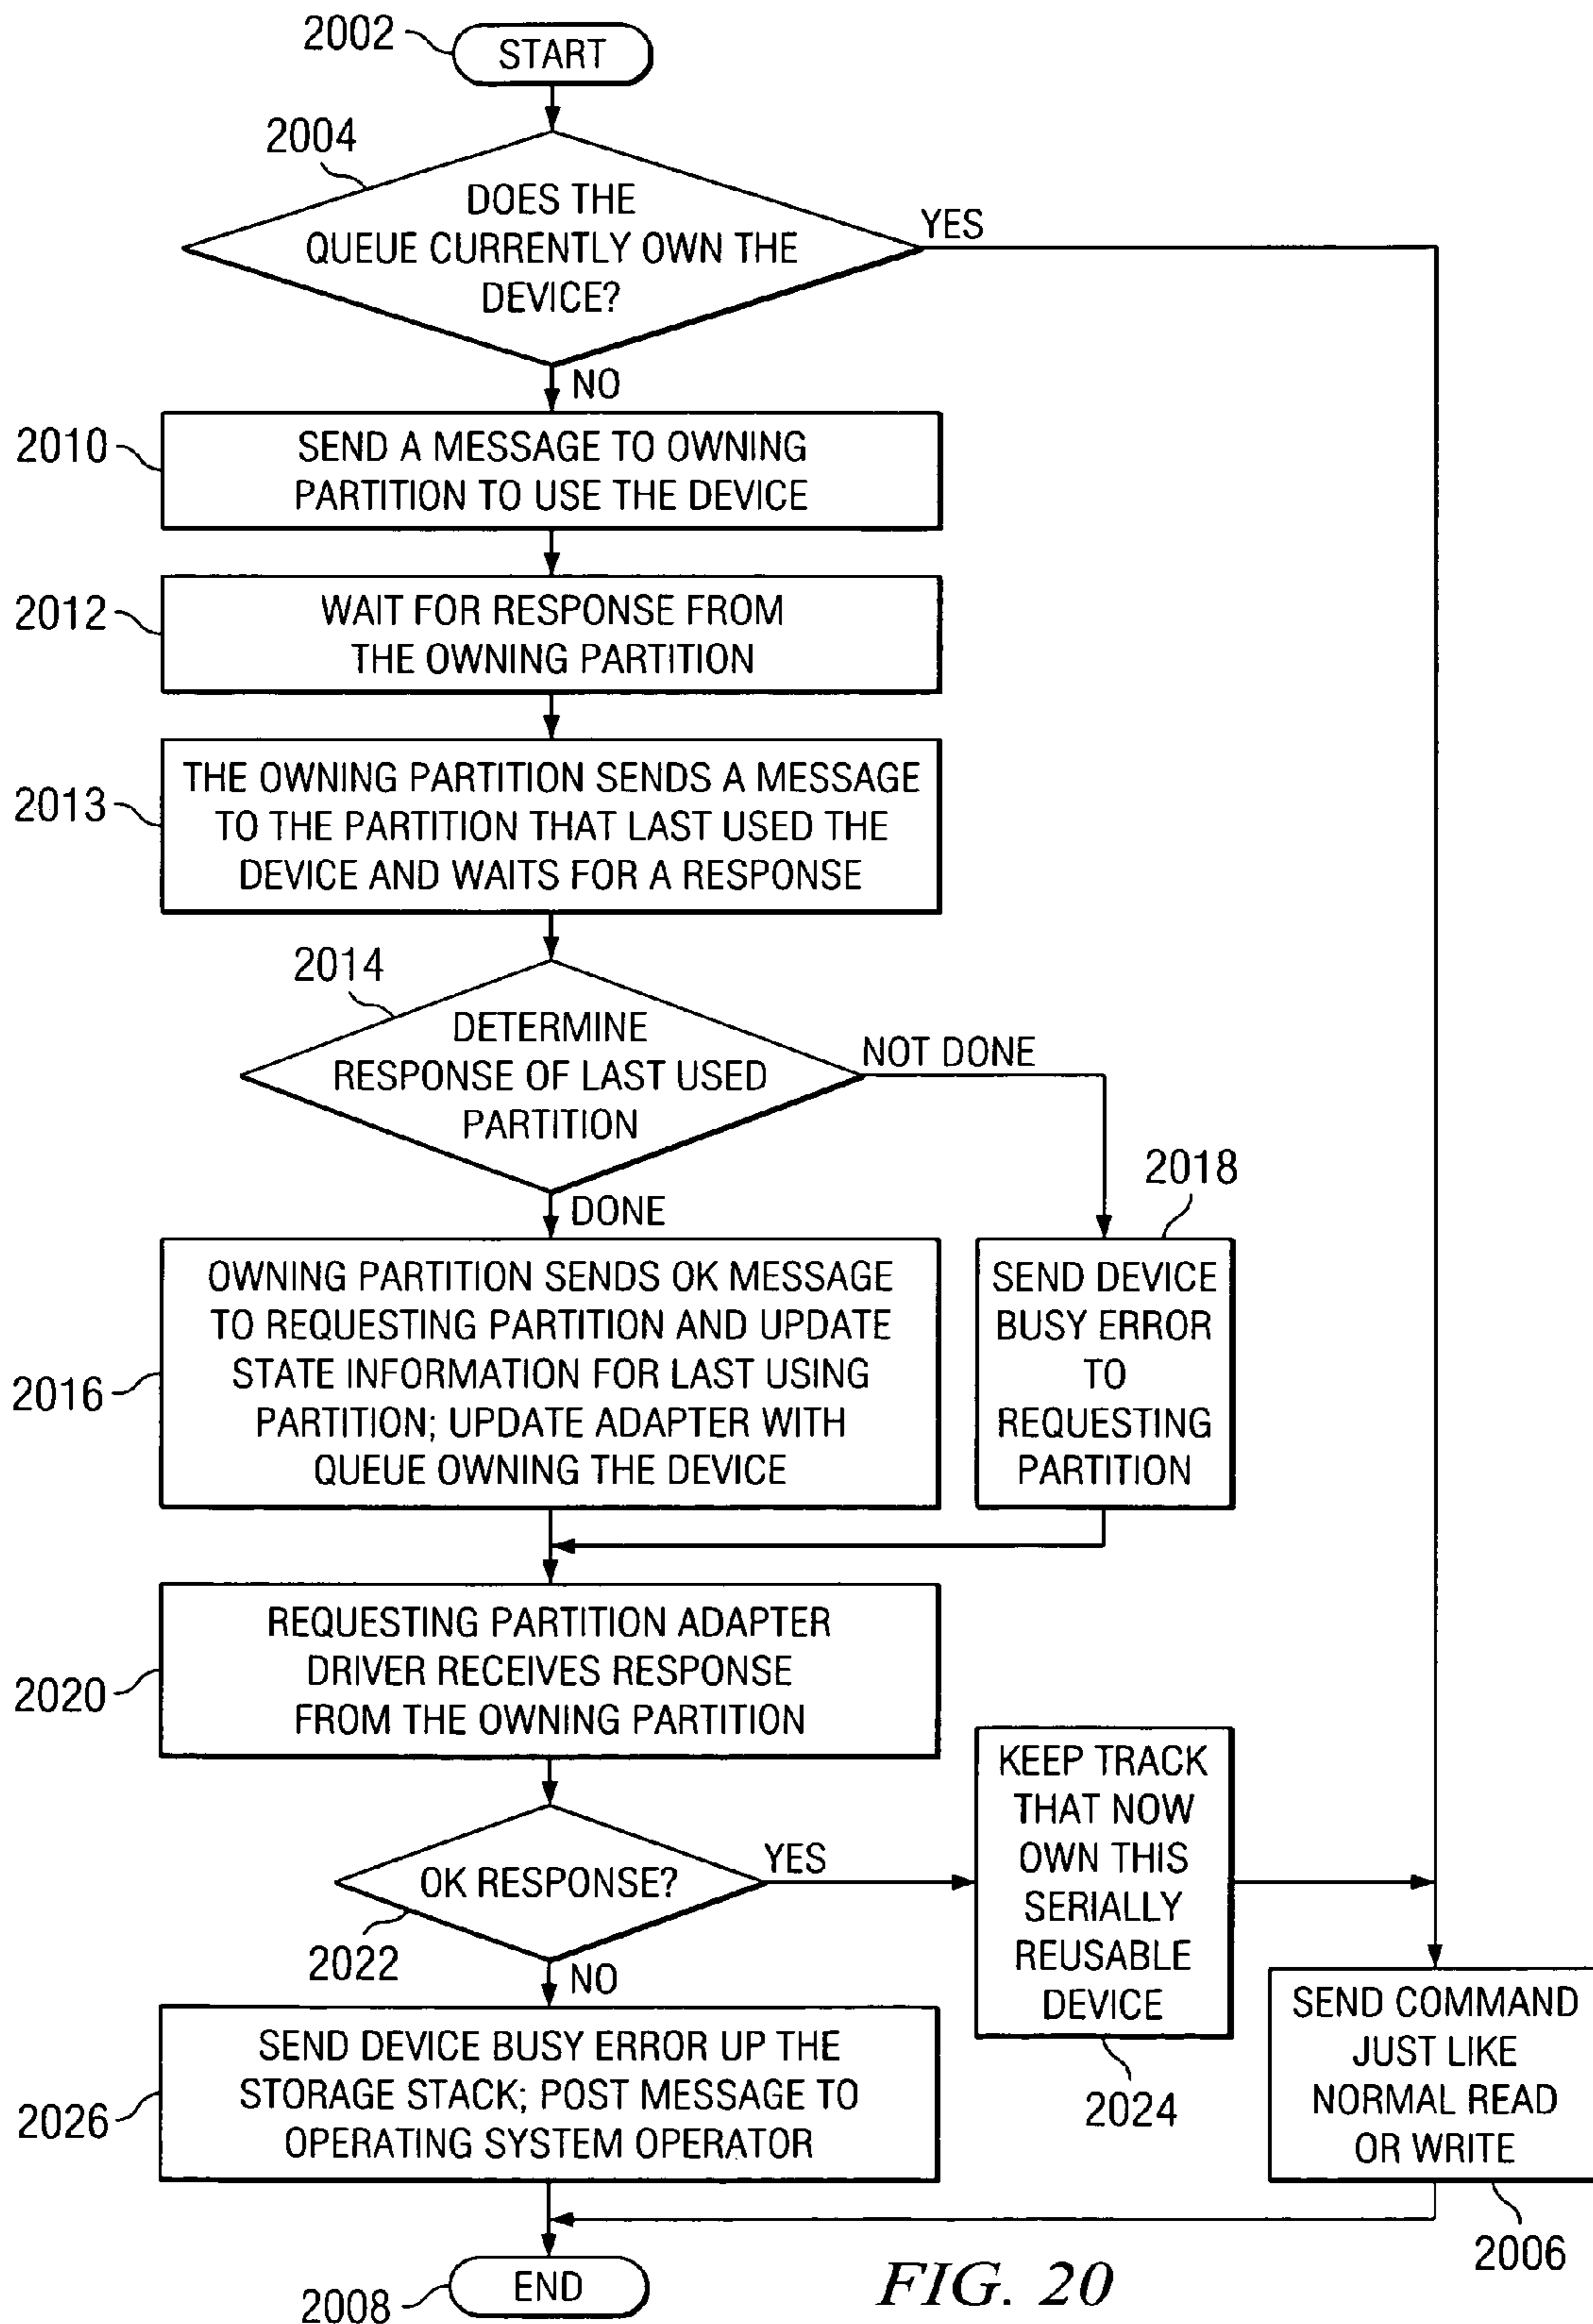 2002
START
2004
DOES THE
QUEUE CURRENTLY OWN THE
DEVICE?
YES
NO
2010
SEND A MESSAGE TO OWNING
PARTITION TO USE THE DEVICE
2012
WAIT FOR RESPONSE FROM
THE OWNING PARTITION
2013
THE OWNING PARTITION SENDS A MESSAGE
TO THE PARTITION THAT LAST USED THE
DEVICE AND WAITS FOR A RESPONSE
2014
DETERMINE
RESPONSE OF LAST USED
PARTITION
NOT DONE
DONE
2016
OWNING PARTITION SENDS OK MESSAGE
TO REQUESTING PARTITION AND UPDATE
STATE INFORMATION FOR LAST USING
PARTITION; UPDATE ADAPTER WITH
QUEUE OWNING THE DEVICE
2018
SEND DEVICE
BUSY ERROR
TO
REQUESTING
PARTITION
2020
REQUESTING PARTITION ADAPTER
DRIVER RECEIVES RESPONSE
FROM THE OWNING PARTITION
OK RESPONSE?
2022
YES
NO
KEEP TRACK
THAT NOW
OWN THIS
SERIALLY
REUSABLE
DEVICE
2024
2026
SEND DEVICE BUSY ERROR UP THE
STORAGE STACK; POST MESSAGE TO
OPERATING SYSTEM OPERATOR
SEND COMMAND
JUST LIKE
NORMAL READ
OR WRITE
2006
2008
END
FIG. 20